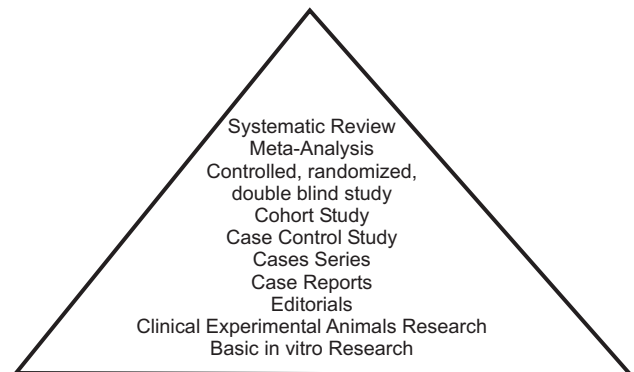 Systematic Review
Meta-Analysis
Controlled, randomized,
double blind study
Cohort Study
Case Control Study
Cases Series
Case Reports
Editorials
Clinical Experimental Animals Research
Basic in vitro Research